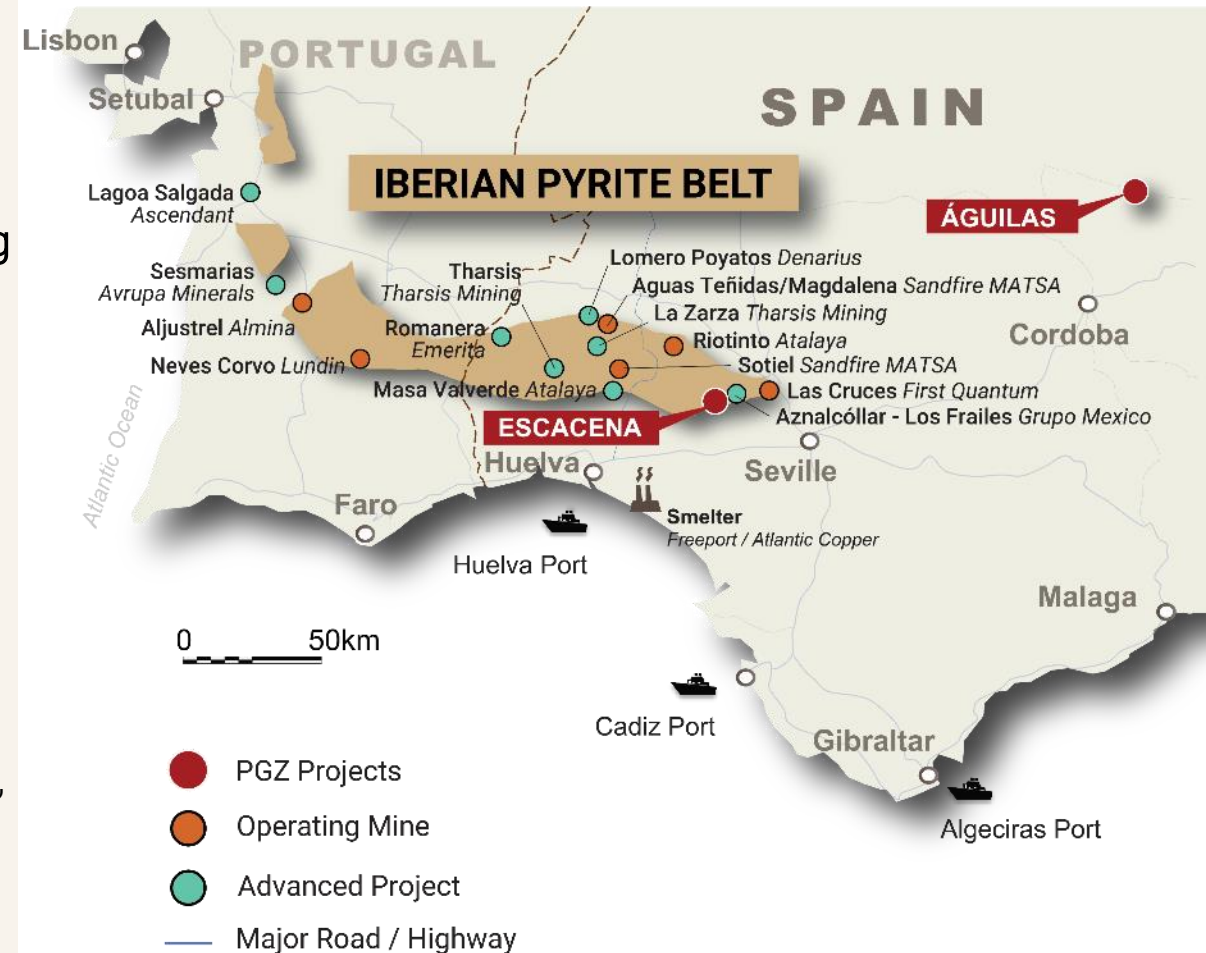 Lisbon
PORTUGAL
Setubal
SPAIN
IBERIAN PYRITE BELT
Lagoa Salgada
Ascendant
ÁGUILAS
g
Sesmarias
Avrupa Minerals
Tharsis
Tharsis Mining
Lomero Poyatos Denarius
Aguas Teñidas/Magdalena Sandfire MATSA
La Zarza Tharsis Mining
Cordoba
Aljustrel Almina
Romanera
Emerita
Riotinto Atalaya
Neves Corvo Lundin
Sotiel Sandfire MATSA
Masa Valverde Atalaya
Las Cruces First Quantum
Aznalcóllar - Los Frailes Grupo Mexico
ESCACENA
Atlantic Ocean
Huelva
Seville
Faro
Smelter
Freeport / Atlantic Copper
Huelva Port
Malaga
0 50km
Cadiz Port
Gibraltar
Algeciras Port
,
PGZ Projects
Operating Mine
Advanced Project
Major Road / Highway